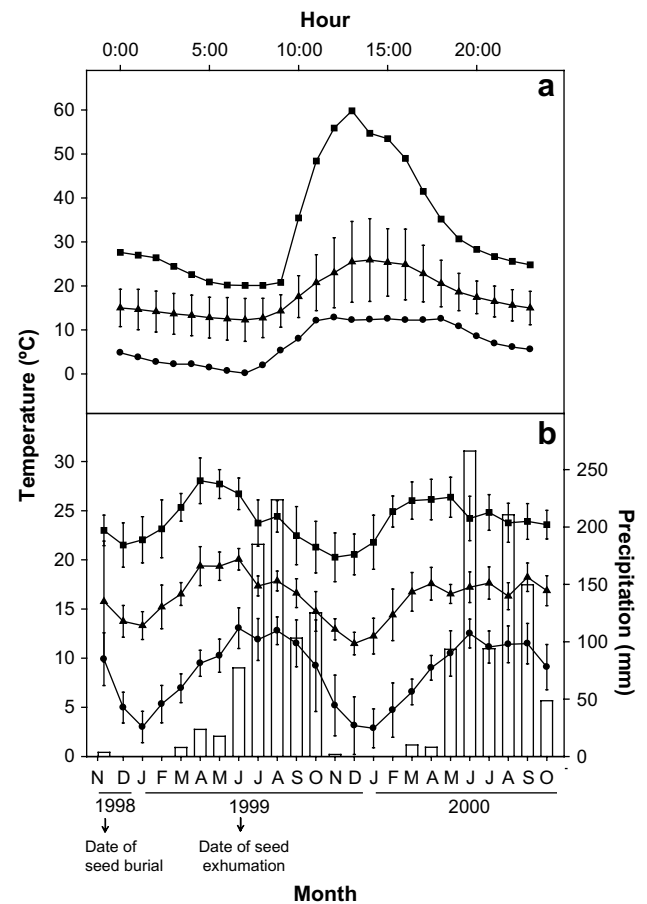 Hour
0:00 5:00 10:00 15:00 20:00
a
60
50
40
30
20
10
0
Temperature (ºC)
b
30
25
20
15
10
5
0
250
200
150
100
50
0
Precipitation (mm)
N D J F M A M J J A S O N D J F M A M J J A S O
1998 1999 2000
Date of seed burial
Date of seed exhumation
Month